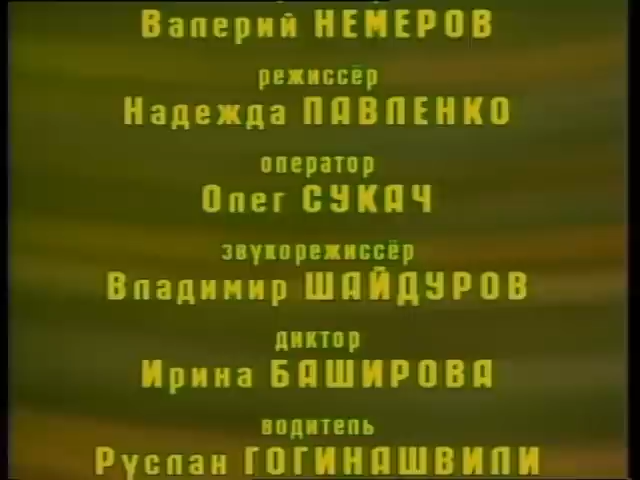 Валерий НЕМЕРОВ
режиссёр
Надежда ПАВЛЕНКО
оператор
Олег СУКАЧ
звукорежиссёр
Владимир ШАЙДУРОВ
диктор
Ирина БАШИРОВА
водитель
Руслан ГОГИНАШВИЛИ